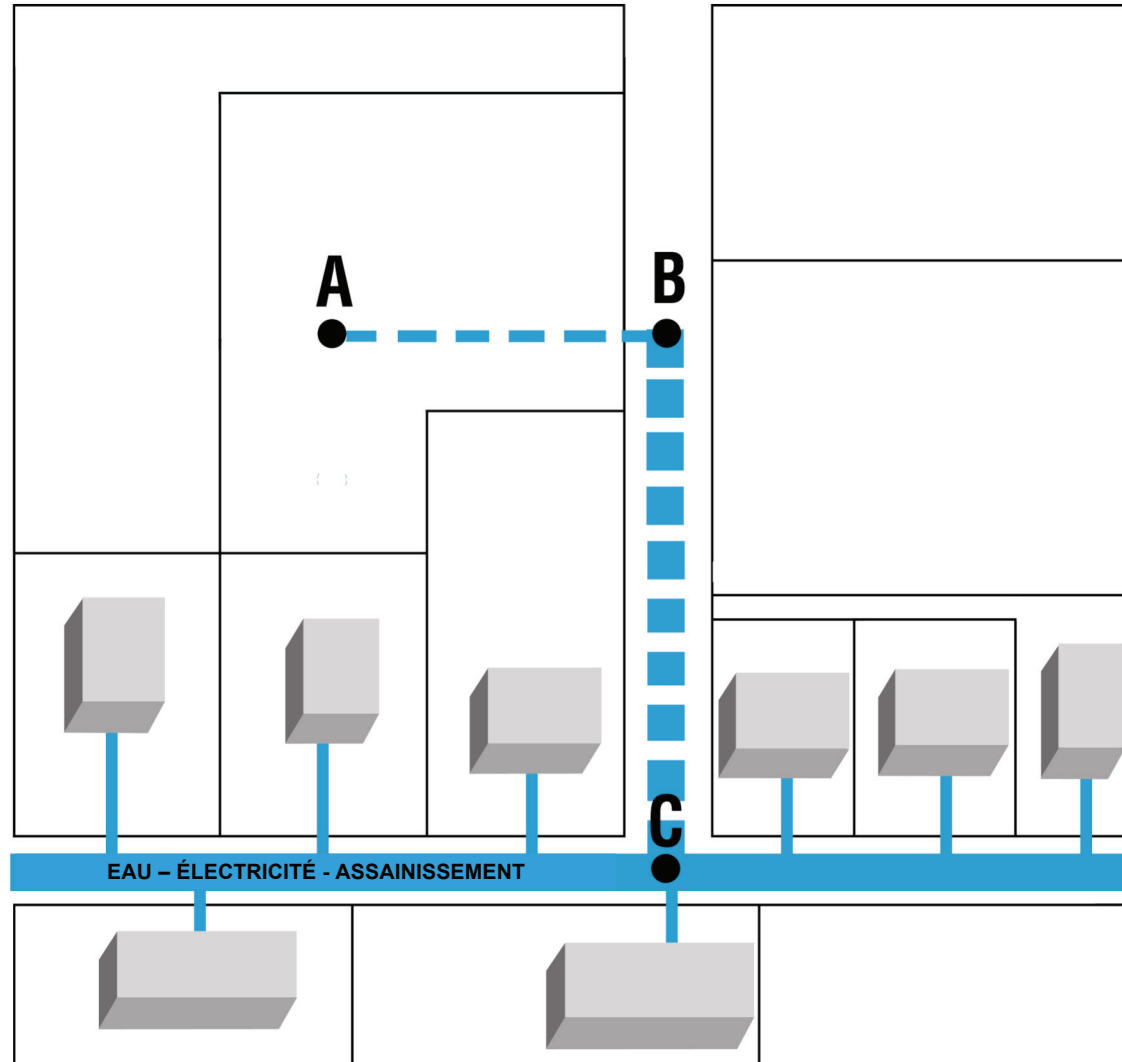 A
B
C
EAU – ÉLECTRICITÉ - ASSAINISSEMENT